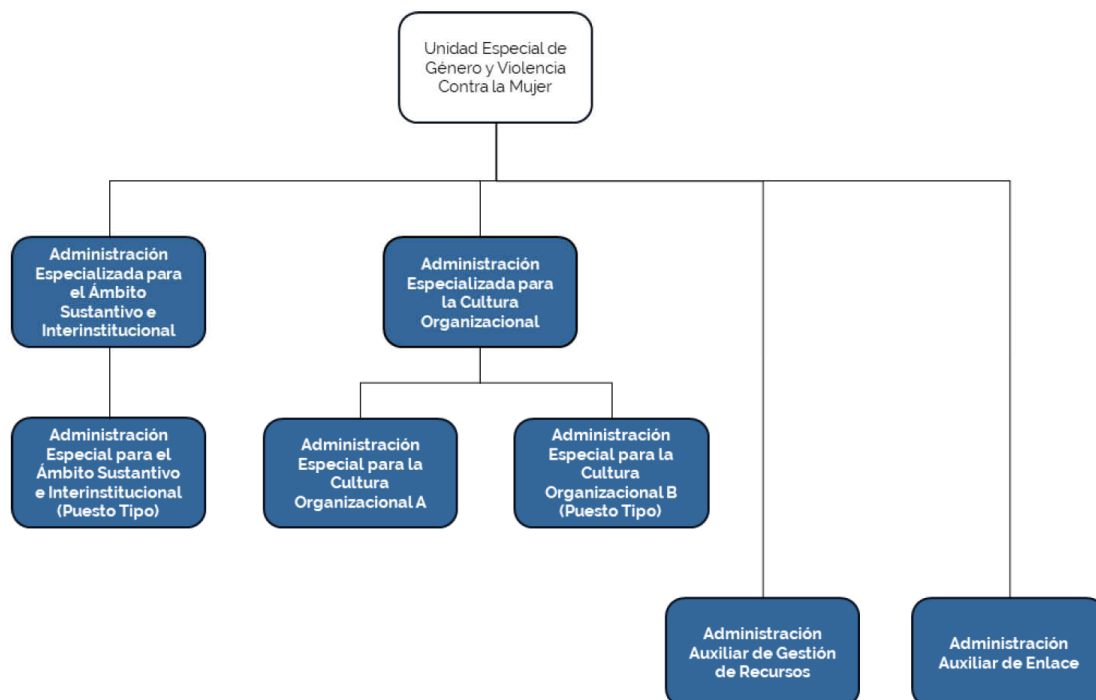 Unidad Especial de
Género y Violencia
Contra la Mujer
Administración
Especializada para
el Ámbito
Sustantivo e
Interinstitucional
Administración
Especializada para
la Cultura
Organizacional
Administración
Especial para el
Ámbito Sustantivo
e Interinstitucional
(Puesto Tipo)
Administración
Especial para la
Cultura
Organizacional A
Administración
Especial para la
Cultura
Organizacional B
(Puesto Tipo)
Administración
Auxiliar de Gestión
de Recursos
Administración
Auxiliar de Enlace